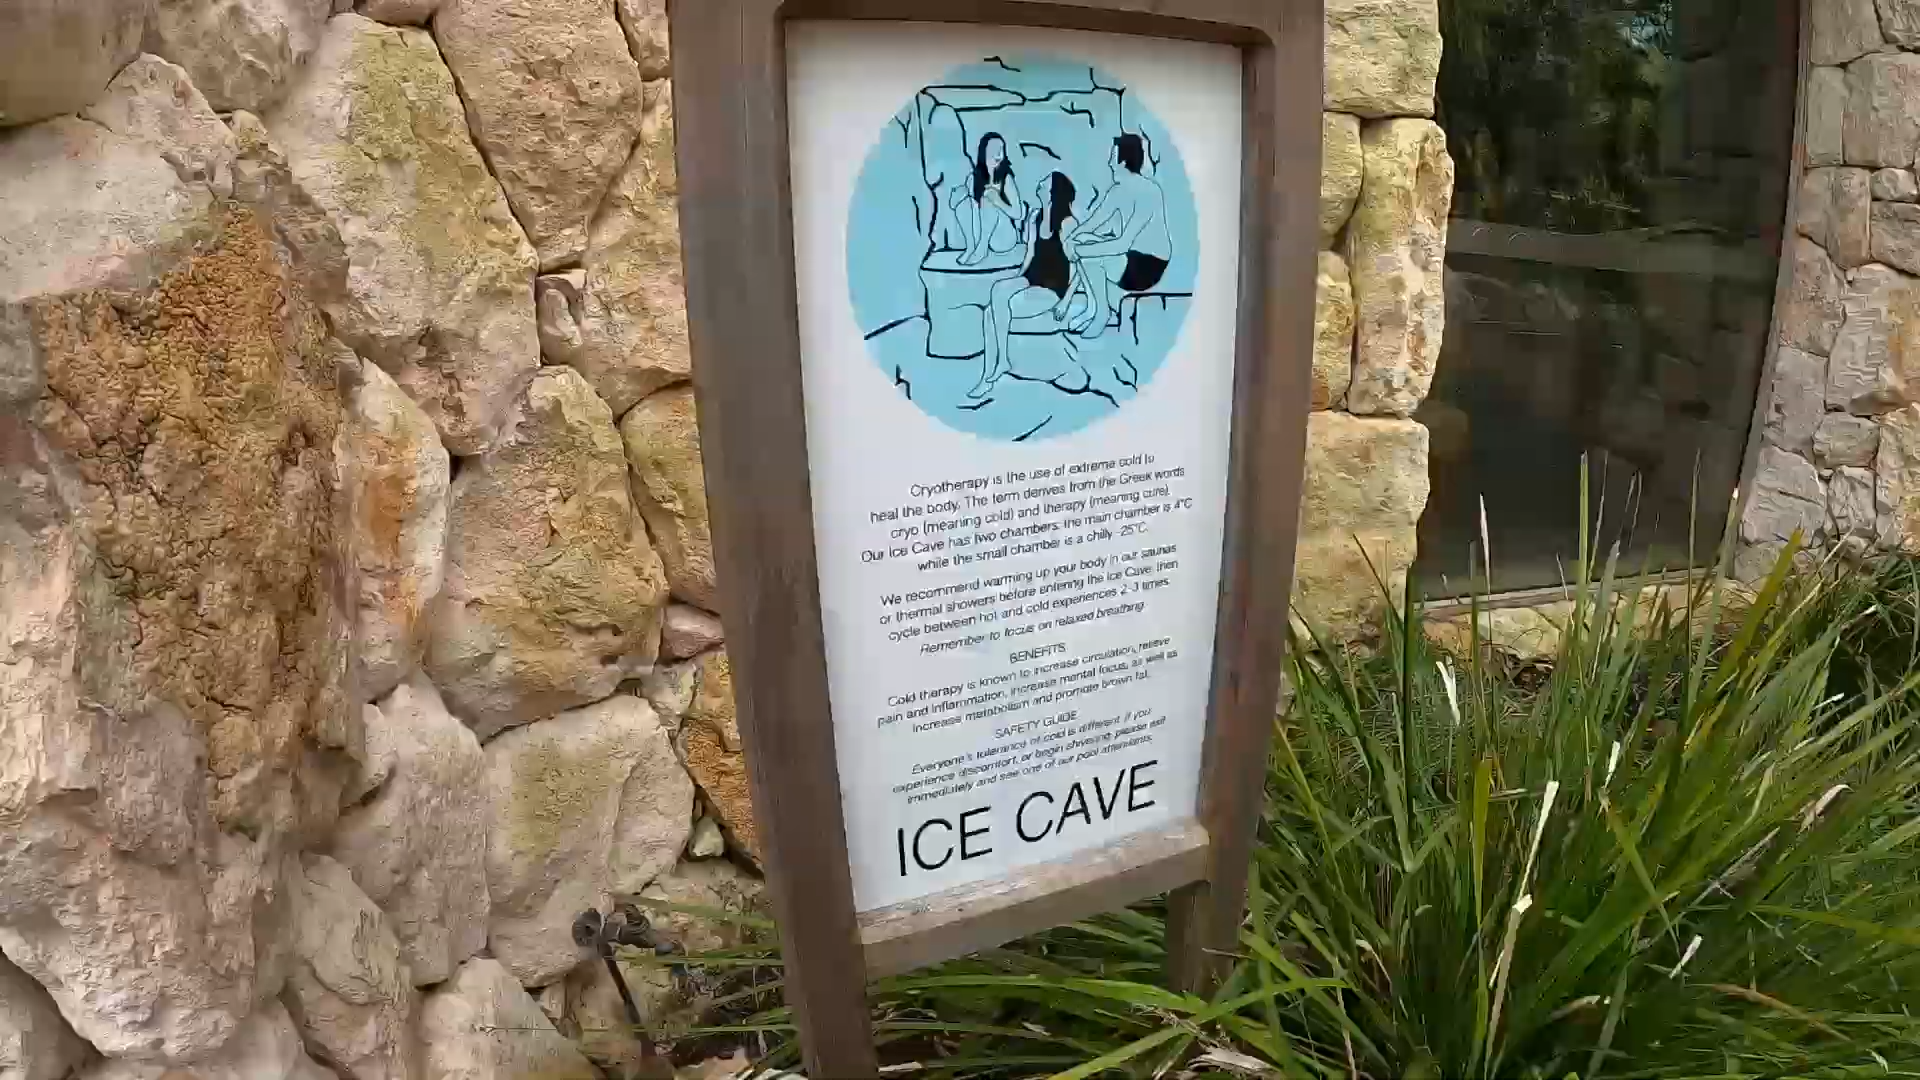 Cryotherapy is the use of extreme cold to
heal the body. The term derives from the Greek words
cryo (meaning cold) and therapy (meaning cure).
Our Ice Cave has two chambers: the main chamber is 4°C
while the small chamber is a chilly -25°C.
We recommend warming up your body in our saunas
or thermal showers before entering the Ice Cave then
cycle between hot and cold experiences 2-3 times.
Remember to focus on relaxed breathing.
BENEFITS
Cold therapy is known to increase circulation, relieve
pain and inflammation, increase mental focus, as well as
increase metabolism and promote brown fat.
SAFETY GUIDE
Everyone's tolerance of cold is different if you
experience discomfort, or begin shivering please exit
immediately and see one of our pool attendants.
ICE CAVE